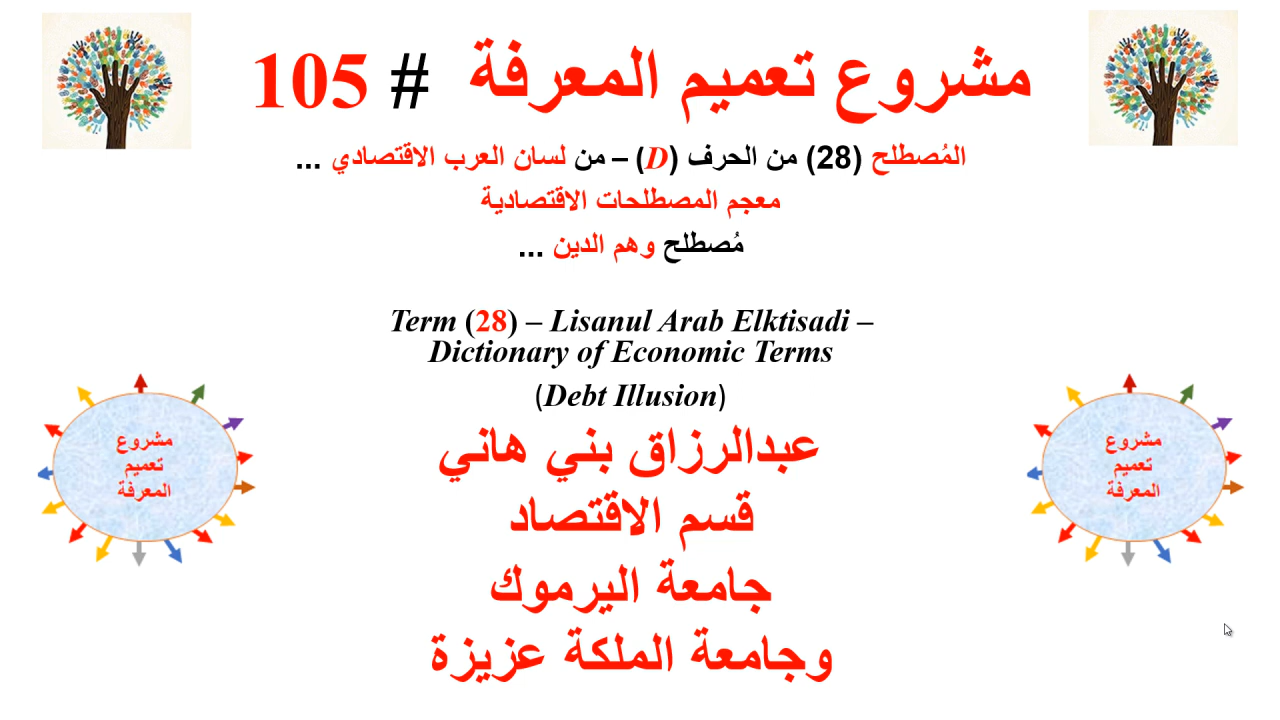 مشروع تعميم المعرفة # 105
المُصطلح (28) من الحرف (D) – من لسان العرب الاقتصادي ...
معجم المصطلحات الاقتصادية
مُصطلح وهم الدين ...
Term (28) – Lisanul Arab Elktisadi –
Dictionary of Economic Terms
(Debt Illusion)
عبدالرزاق بني هاني
قسم الاقتصاد
جامعة اليرموك
وجامعة الملكة عزيزة
مشروع
تعميم
المعرفة
مشروع
تعميم
المعرفة